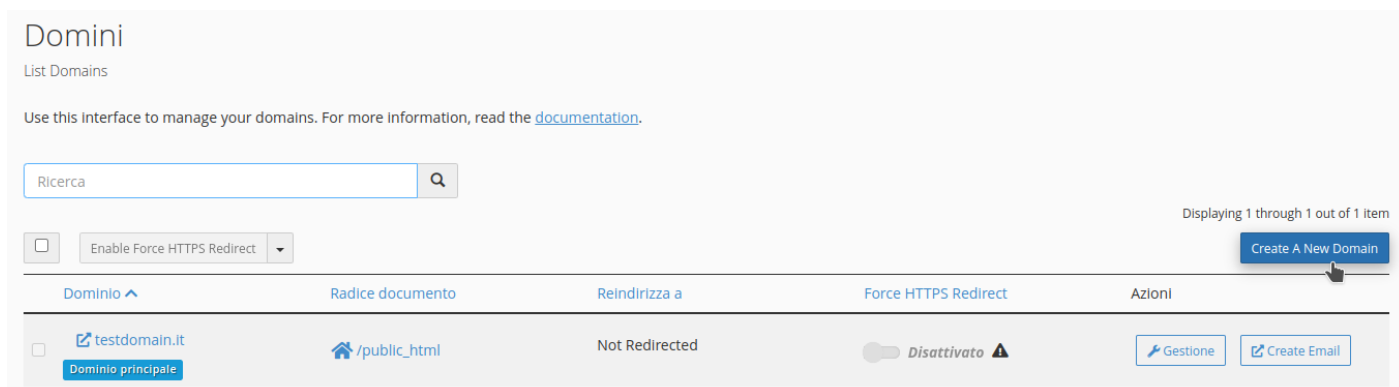 Domini
List Domains
Use this interface to manage your domains. For more information, read the documentation.
Ricerca
Displaying 1 through 1 out of 1 item
Enable Force HTTPS Redirect
Create A New Domain
Dominio Radice documento Reindirizza a Force HTTPS Redirect Azioni
testdomain.it /public_html Not Redirected Disattivato Gestione Create Email
Dominio principale